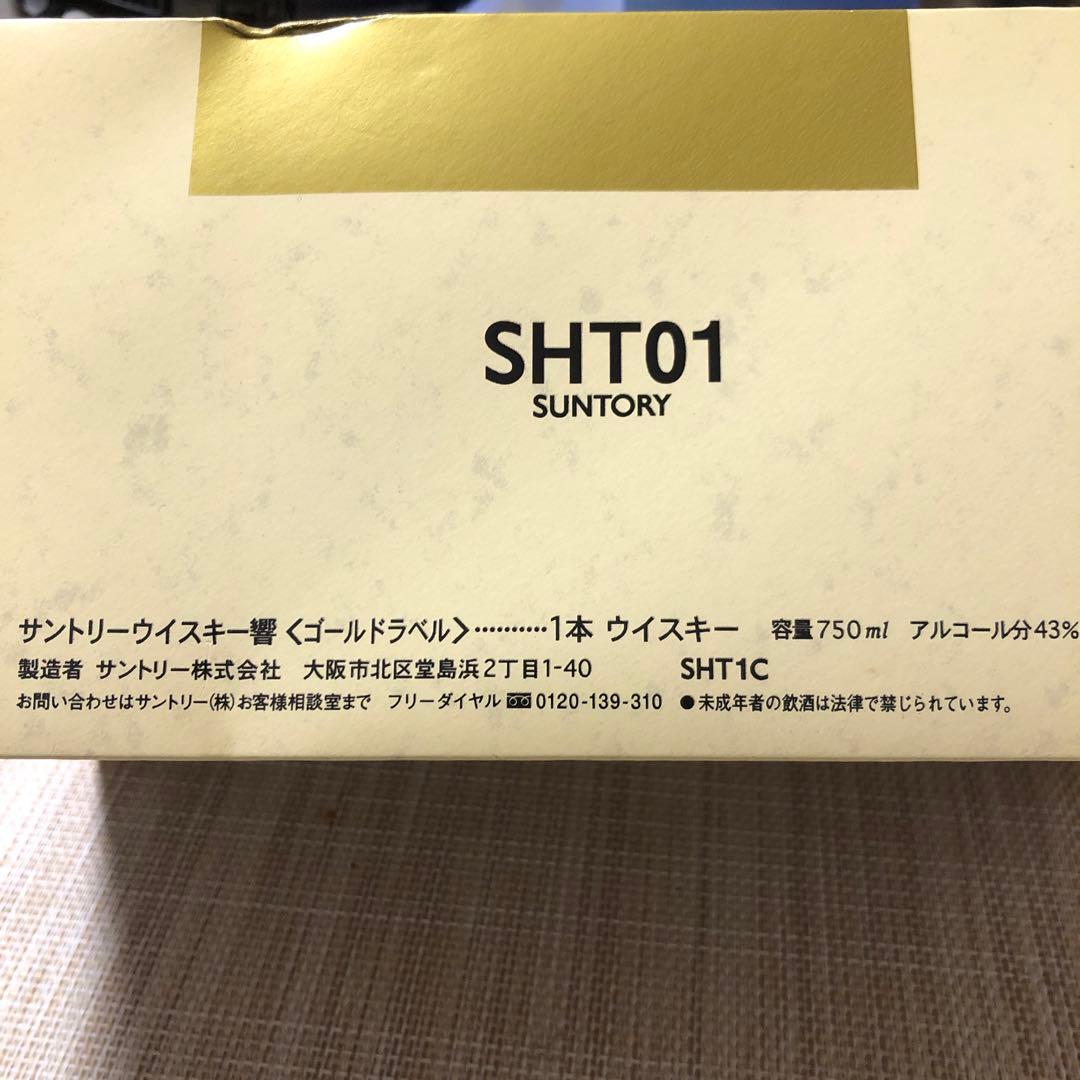 SHT01
SUNTORY
サントリーウイスキー響〈ゴールドラベル〉‥‥‥‥‥1本 ウイスキー 容量750ml アルコール分43%
製造者 サントリー株式会社 大阪市北区堂島浜2丁目1-40 SHT1C
お問い合わせはサントリー(株)お客様相談室まで フリーダイヤル 0120-139-310 ●未成年者の飲酒は法律で禁じられています。